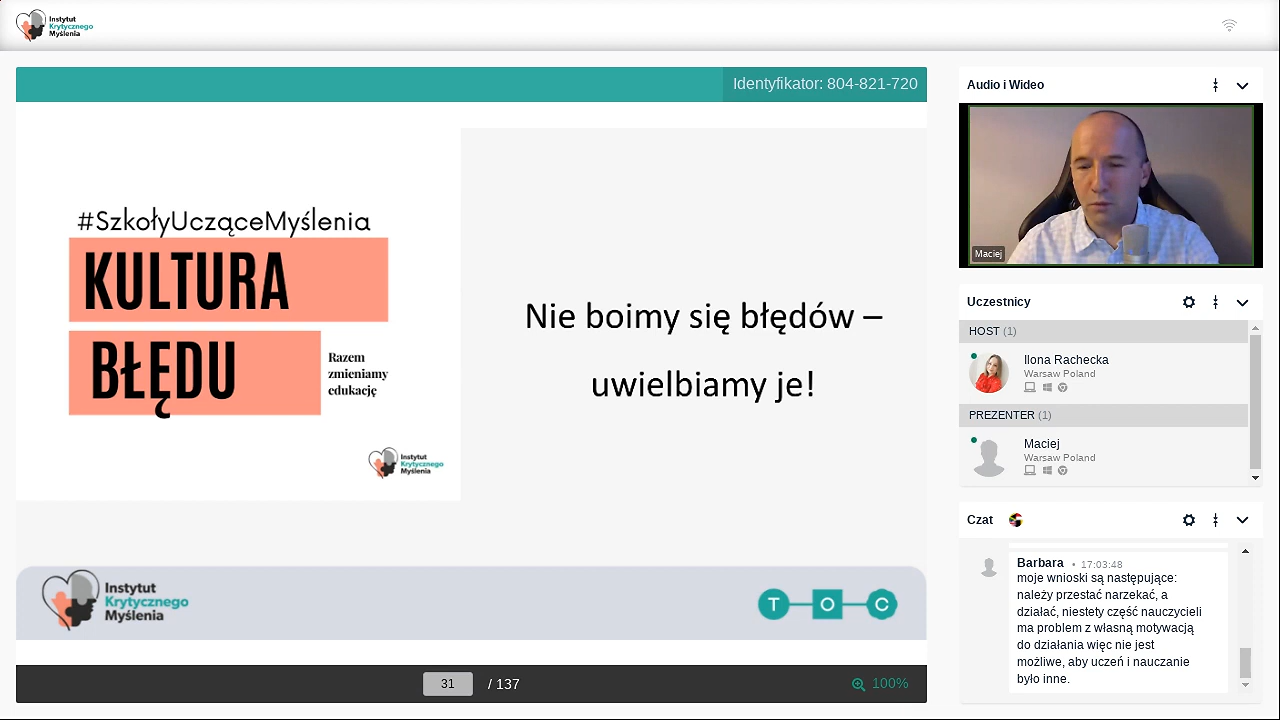 Instytut
Krytycznego
Myślenia
Identyfikator: 804-821-720
#SzkołyUcząceMyślenia
KULTURA
BŁĘDU
Razem
zmieniamy
edukację
Instytut
Krytycznego
Myślenia
Nie boimy się błędów –
uwielbiamy je!
Instytut
Krytycznego
Myślenia
T O C
31 / 137
100%
Audio i Wideo
Maciej
Uczestnicy
HOST (1)
Ilona Rachecka
Warsaw Poland
PREZENTER (1)
Maciej
Warsaw Poland
Czat
Barbara • 17:03:48
moje wnioski są następujące:
należy przestać narzekać, a
działać, niestety część nauczycieli
ma problem z własną motywacją
do działania więc nie jest
możliwe, aby uczeń i nauczanie
było inne.